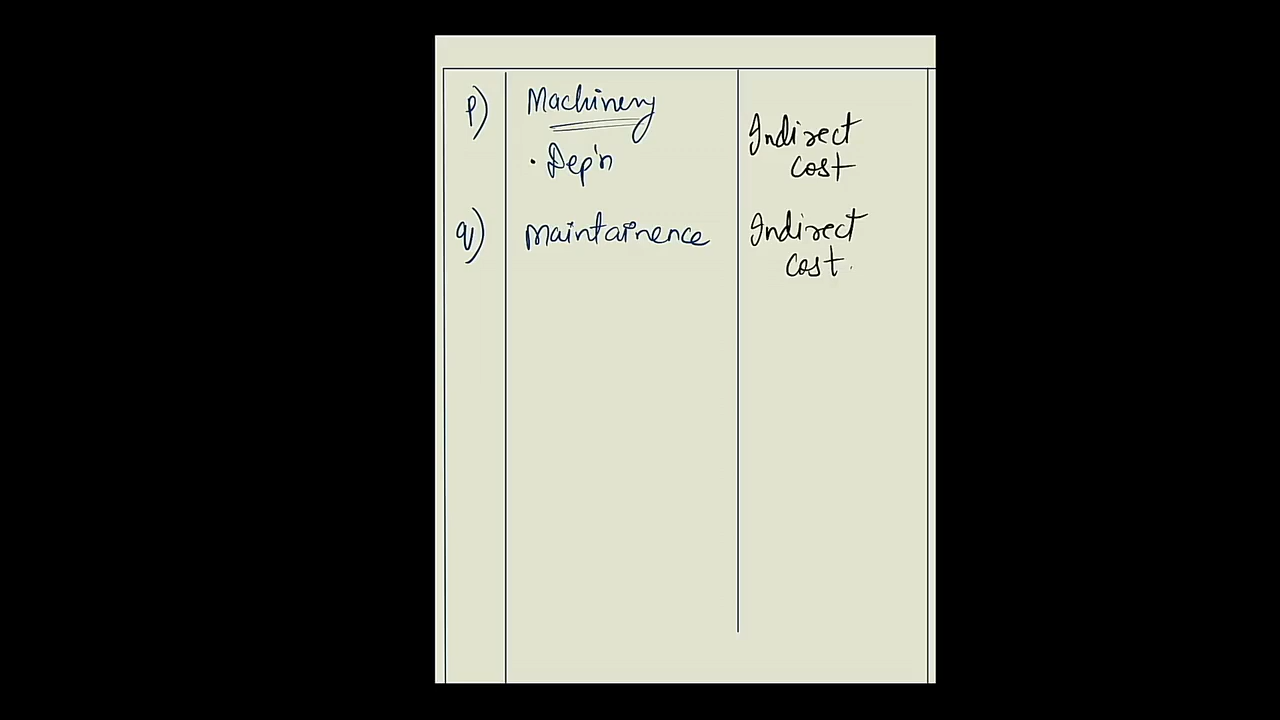 p) Machinery Indirect
• Dep'n cost
q) maintainence Indirect
cost.